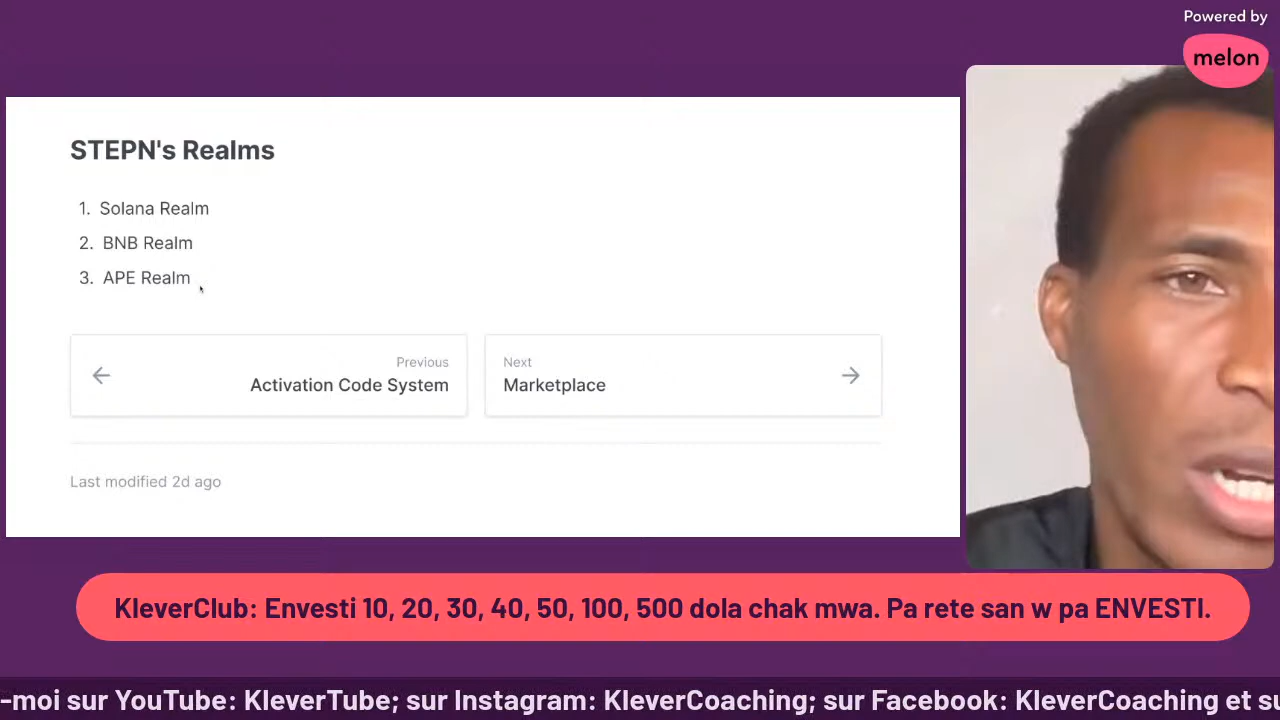 Powered by
melon
STEPN's Realms
1. Solana Realm
2. BNB Realm
3. APE Realm
Previous
Activation Code System
Next
Marketplace
Last modified 2d ago
KleverClub: Envesti 10, 20, 30, 40, 50, 100, 500 dola chak mwa. Pa rete san w pa ENVESTI.
-moi sur YouTube: KleverTube; sur Instagram: KleverCoaching; sur Facebook: KleverCoaching et